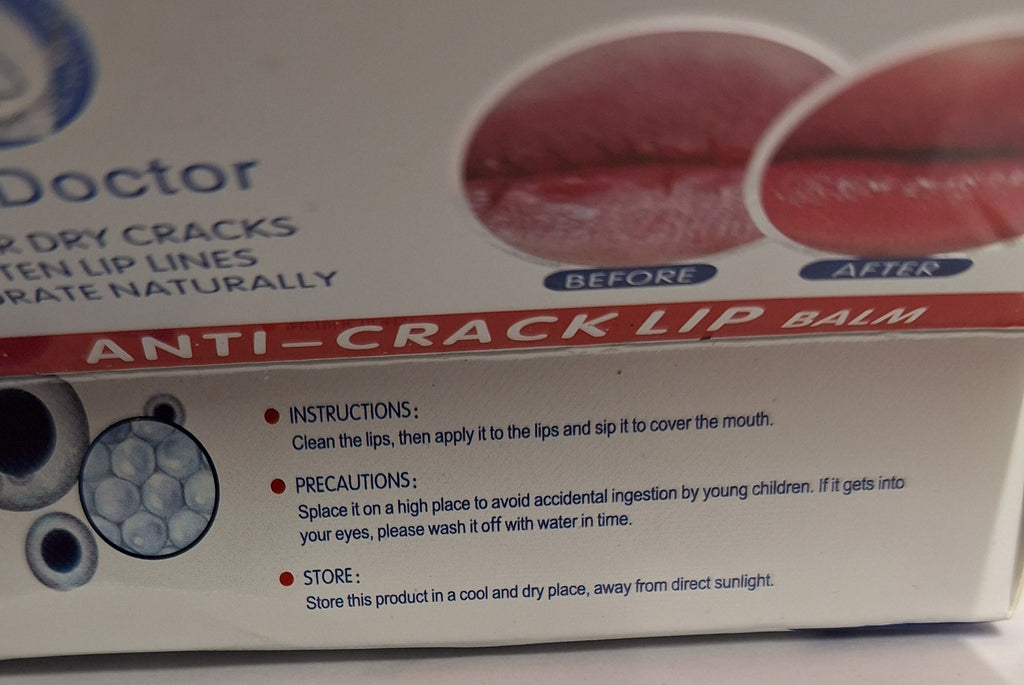 Doctor
DRY CRACKS
LIP LINES
NATURALLY
BEFORE
AFTER
ANTI-CRACK LIP BALM
INSTRUCTIONS:
Clean the lips, then apply it to the lips and sip it to cover the mouth.
PRECAUTIONS:
Splace it on a high place to avoid accidental ingestion by young children. If it gets into
your eyes, please wash it off with water in time.
STORE:
Store this product in a cool and dry place, away from direct sunlight.